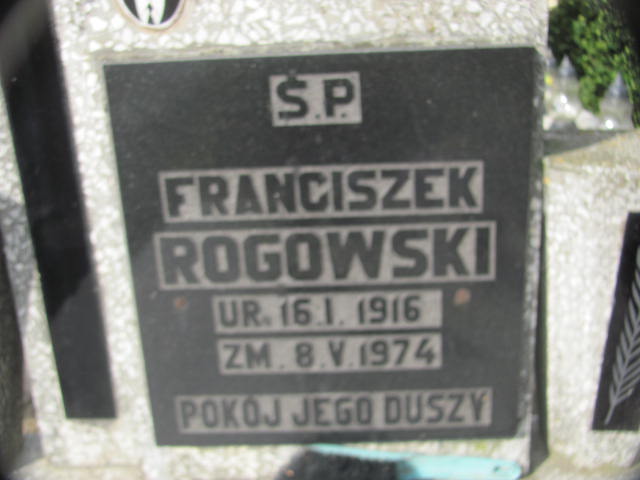 Ś.P.
FRANCISZEK
ROGOWSKI
UR. 16.I. 1916
ZM. 8.V.1974
POKÓJ JEGO DUSZY